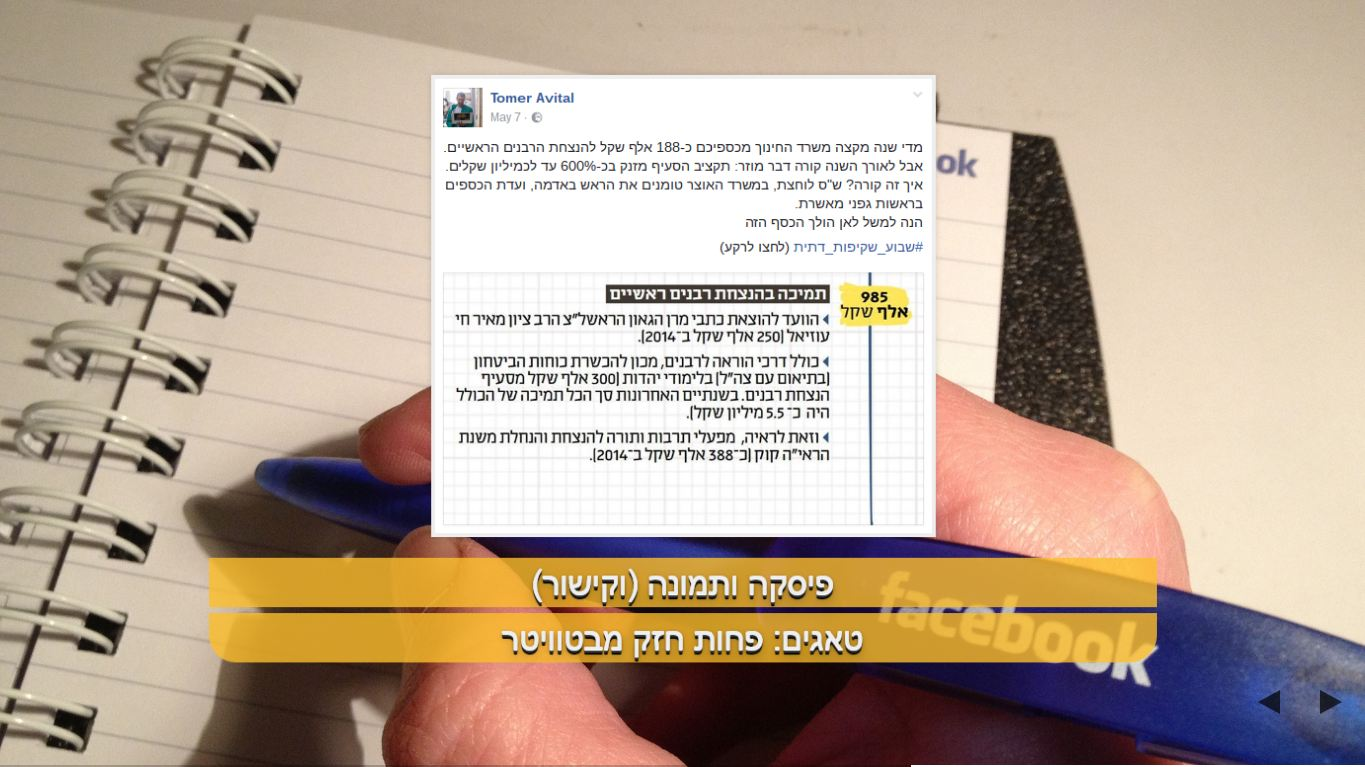 Tomer Avital
May 7 ·
מדי שנה מקצה משרד החינוך מכספיכם כ-188 אלף שקל להנצחת הרבנים הראשיים.
אבל לאורך השנה קורה דבר מוזר: תקציב הסעיף מזנק בכ-600% עד לכמיליון שקלים.
איך זה קורה? ש"ס לוחצת, במשרד האוצר טומנים את הראש באדמה, ועדת הכספים
בראשות גפני מאשרת.
הנה למשל לאן הולך הכסף הזה
#שבוע_שקיפות_דתית (לחצו לרקע)
985
אלף שקל
תמיכה בהנצחת רבנים ראשיים
הוועד להוצאת כתבי מרן הגאון הראשל"צ הרב ציון מאיר חי
עוזיאל (250 אלף שקל ב־2014).
כולל דרכי הוראה לרבנים, מכון להכשרת כוחות הביטחון
(בתיאום עם צה"ל) בלימודי יהדות (300 אלף שקל מסעיף
הנצחת רבנים. בשנתיים האחרונות סך הכל תמיכה של הכולל
היה כ־ 5.5 מיליון שקל).
וזאת לראיה, מפעלי תרבות ותורה להנצחת והנחלת משנת
הראי"ה קוק (כ־388 אלף שקל ב־2014).
ok
פיסקה ותמונה (וקישור)
טאגים: פחות חזק מבטוויטר
facebook